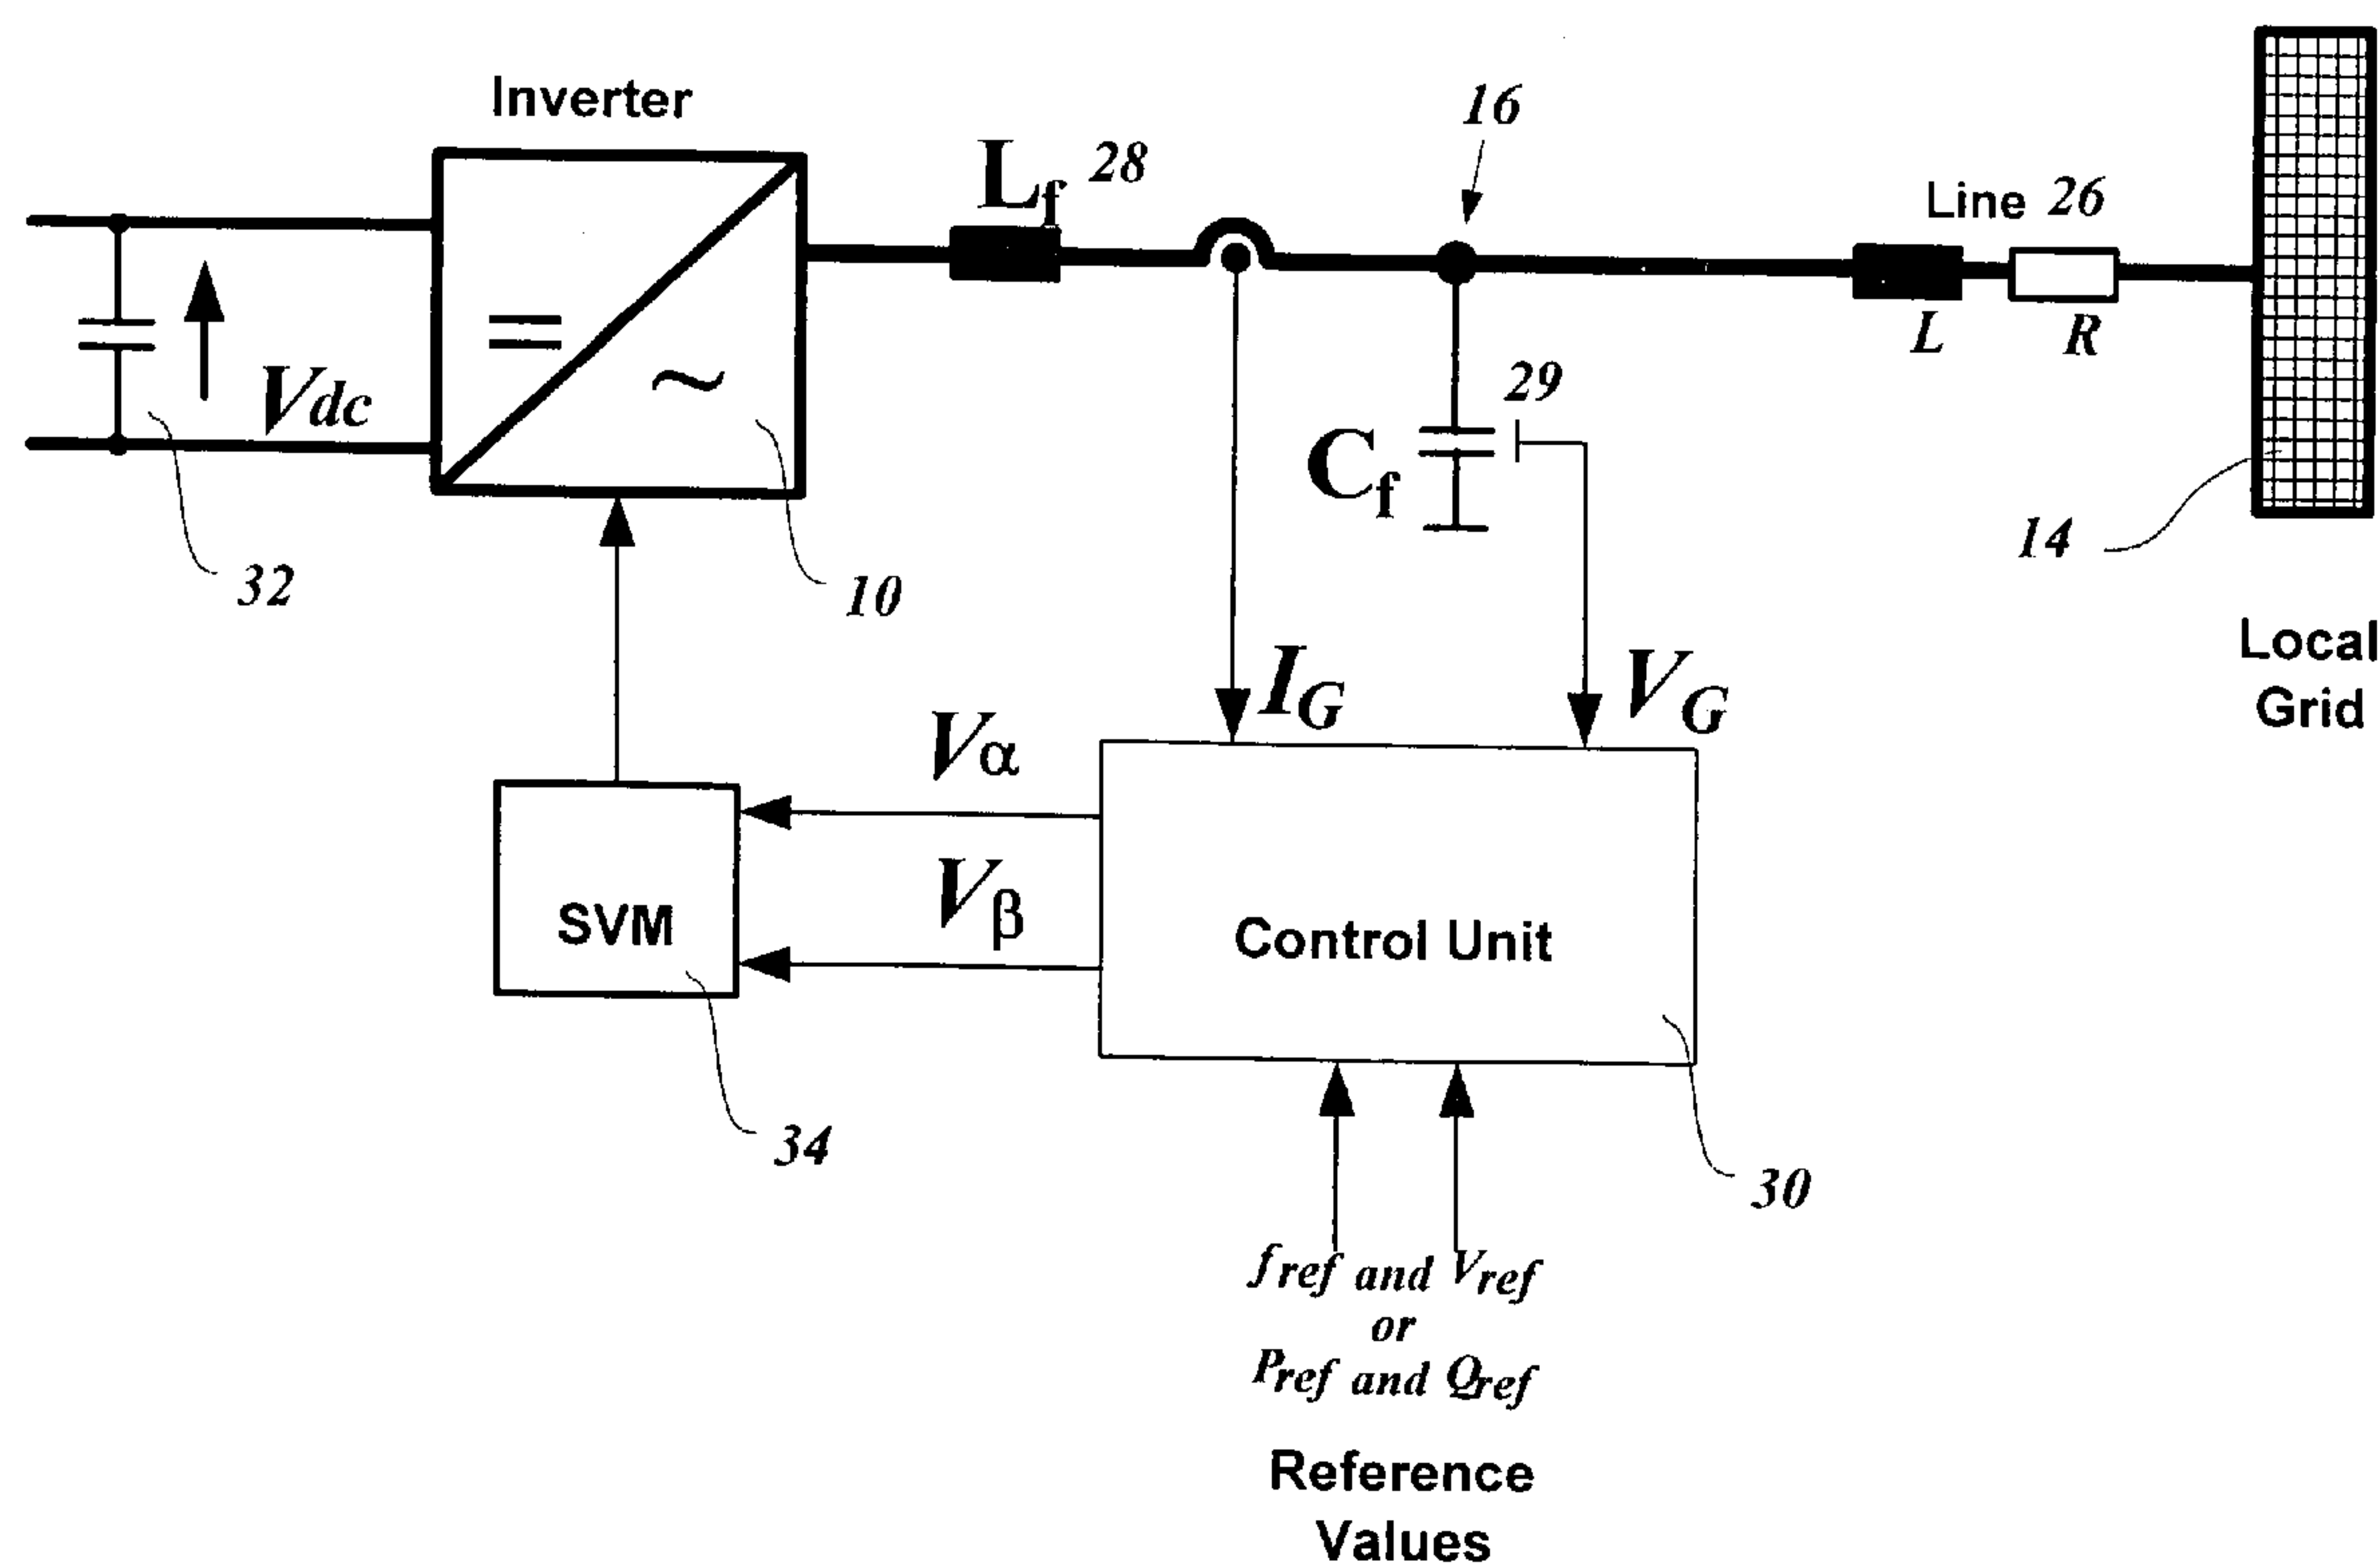 Inverter
Lf 28
16
Line 26
L
R
Vdc
29
Cf
32
10
14
Local
Grid
IG
VG
Vα
Vβ
SVM
Control Unit
34
30
fref and Vref
or
Pref and Qref
Reference
Values